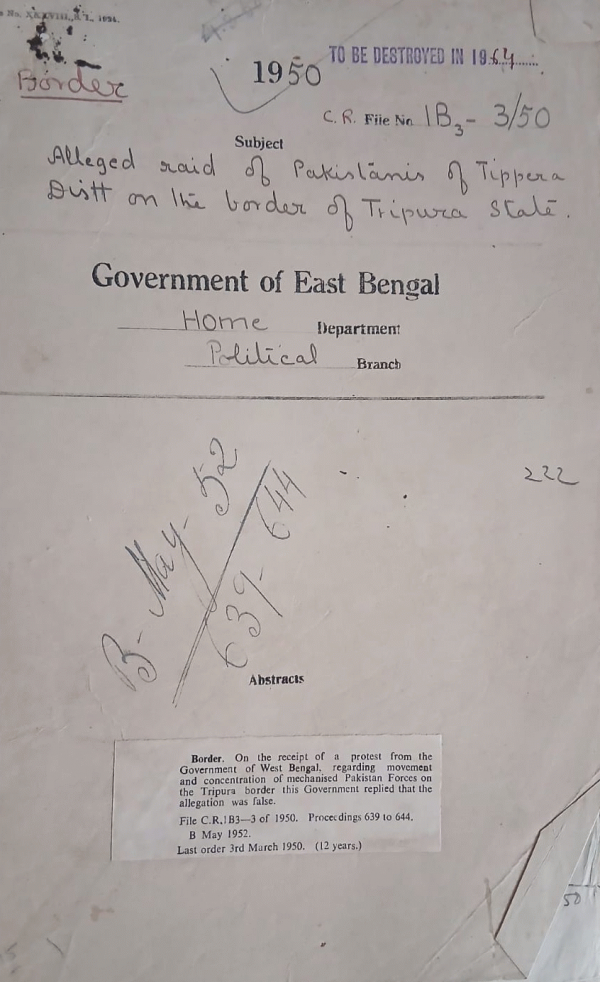 Border
1950
TO BE DESTROYED IN 1964
C. R. File No. 1B3 - 3/50
Subject
Alleged raid of Pakistanis of Tippera
Distt on the border of Tripura State.
Government of East Bengal
Home Department
Political Branch
222
B - May - 52
639 - 644
Abstracts
Border. On the receipt of a protest from the
Government of West Bengal, regarding movement
and concentration of mechanised Pakistan Forces on
the Tripura border this Government replied that the
allegation was false.
File C.R.1B3—3 of 1950. Proceedings 639 to 644.
B May 1952.
Last order 3rd March 1950. (12 years.)
50